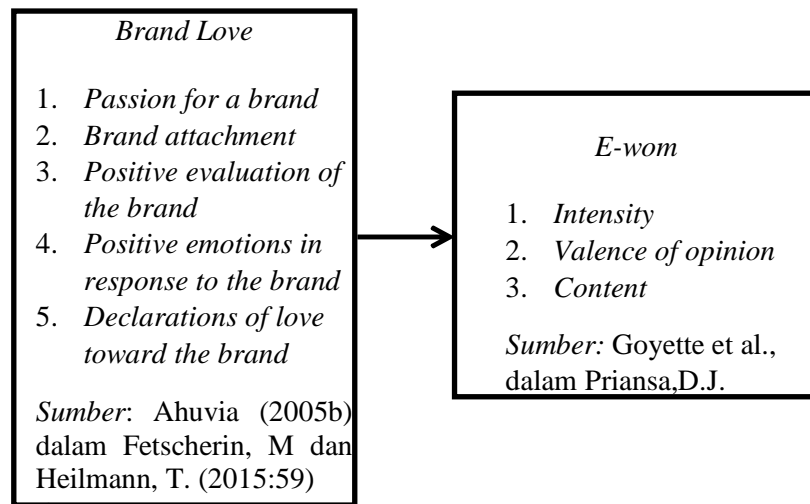 Brand Love
1. Passion for a brand
2. Brand attachment
3. Positive evaluation of
the brand
4. Positive emotions in
response to the brand
5. Declarations of love
toward the brand
Sumber: Ahuvia (2005b)
dalam Fetscherin, M dan
Heilmann, T. (2015:59)
E-wom
1. Intensity
2. Valence of opinion
3. Content
Sumber: Goyette et al.,
dalam Priansa,D.J.